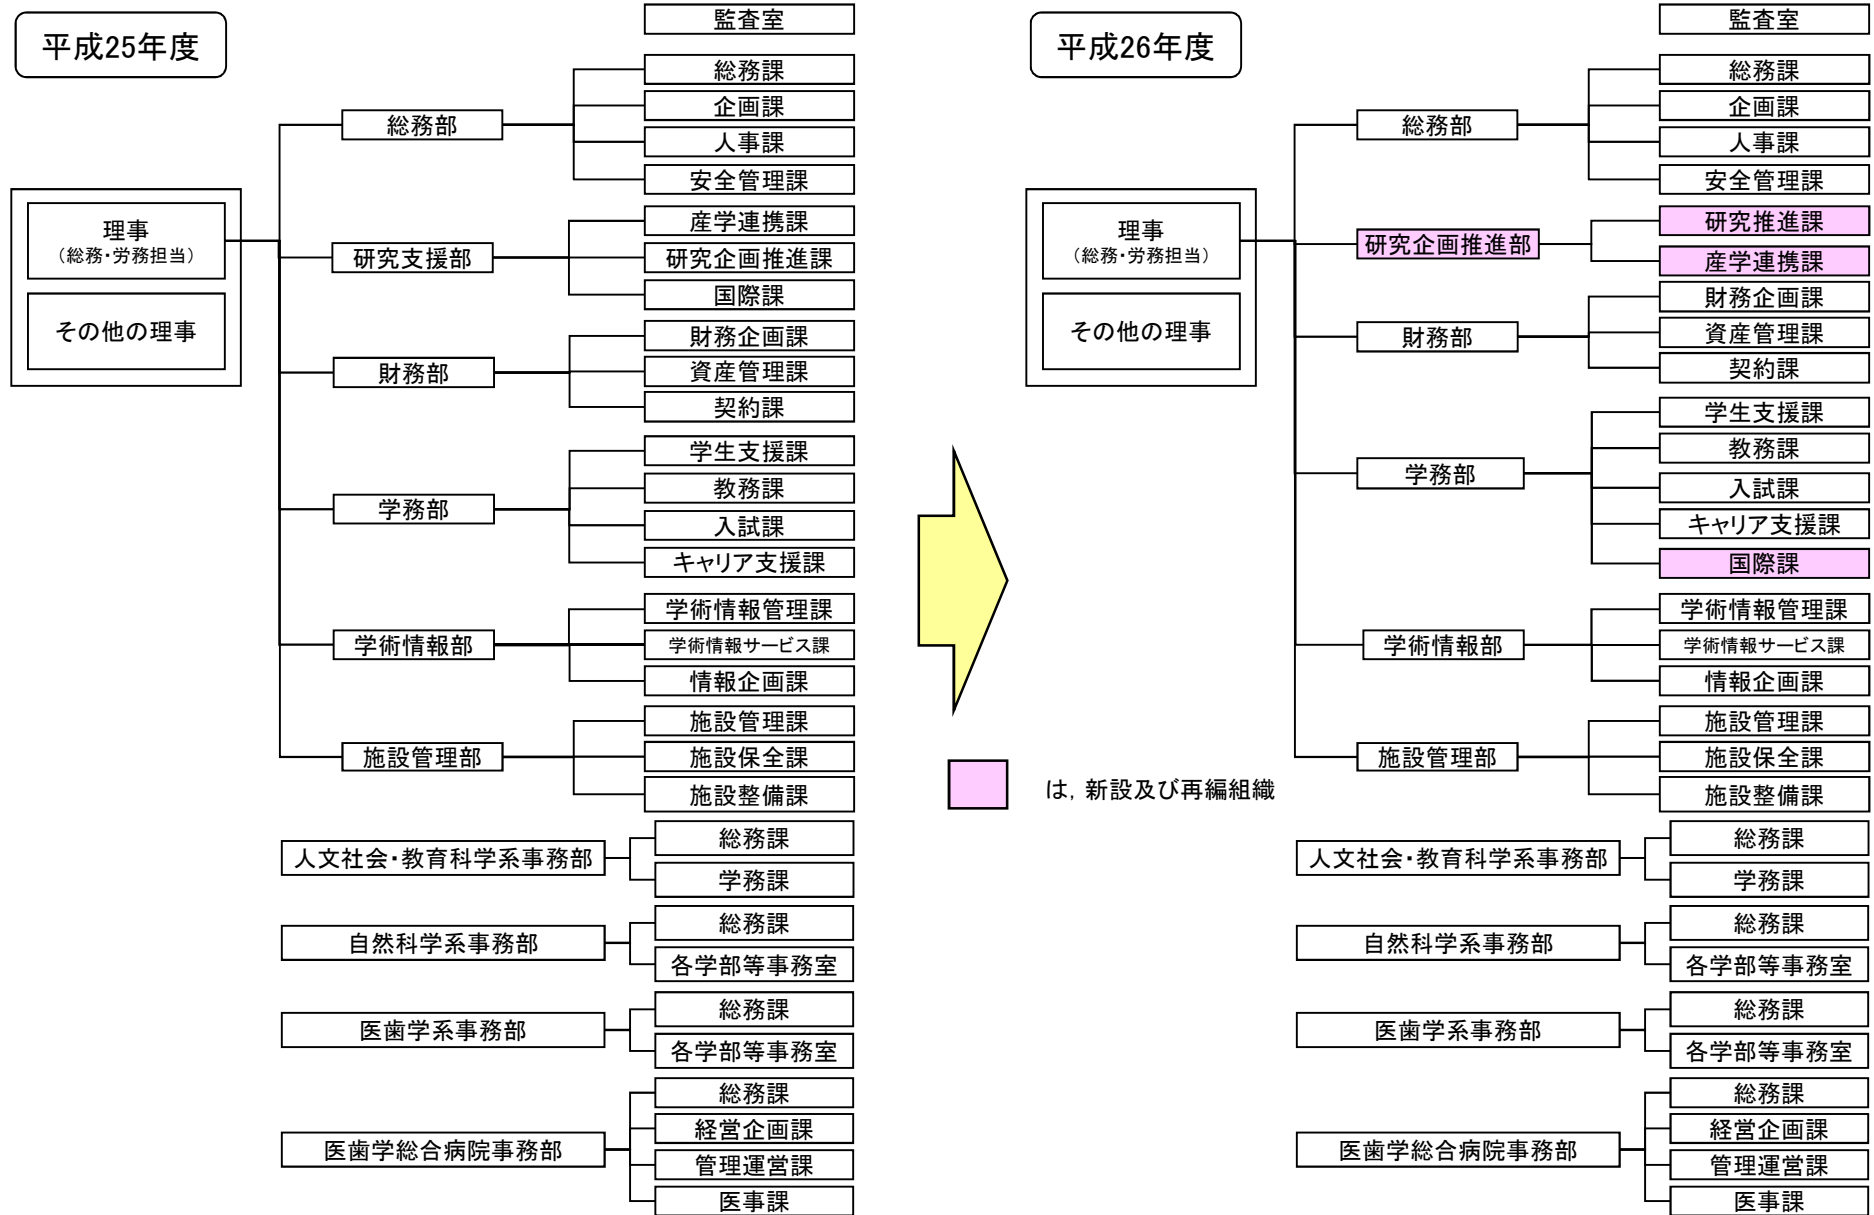 平成25年度
監査室
総務部
総務課
企画課
人事課
安全管理課
理事
(総務・労務担当)
その他の理事
研究支援部
産学連携課
研究企画推進課
国際課
財務部
財務企画課
資産管理課
契約課
学務部
学生支援課
教務課
入試課
キャリア支援課
学術情報部
学術情報管理課
学術情報サービス課
情報企画課
施設管理部
施設管理課
施設保全課
施設整備課
人文社会・教育科学系事務部
総務課
学務課
自然科学系事務部
総務課
各学部等事務室
医歯学系事務部
総務課
各学部等事務室
医歯学総合病院事務部
総務課
経営企画課
管理運営課
医事課
は, 新設及び再編組織
平成26年度
監査室
総務部
総務課
企画課
人事課
安全管理課
理事
(総務・労務担当)
その他の理事
研究企画推進部
研究推進課
産学連携課
財務部
財務企画課
資産管理課
契約課
学務部
学生支援課
教務課
入試課
キャリア支援課
国際課
学術情報部
学術情報管理課
学術情報サービス課
情報企画課
施設管理部
施設管理課
施設保全課
施設整備課
人文社会・教育科学系事務部
総務課
学務課
自然科学系事務部
総務課
各学部等事務室
医歯学系事務部
総務課
各学部等事務室
医歯学総合病院事務部
総務課
経営企画課
管理運営課
医事課